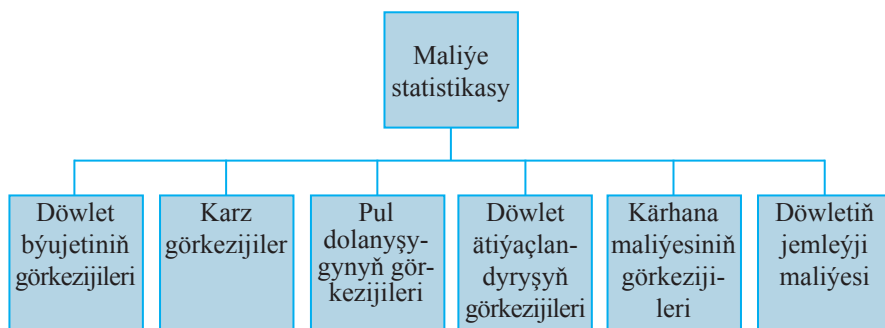 Maliýe
statistikasy
Döwlet
býujetiniň
görkezijileri
Karz
görkezijiler
Pul
dolanyşy-
gynyň gör-
kezijileri
Döwlet
ätiýaçlan-
dyryşyň
görkezijileri
Kärhana
maliýesiniň
görkeziji-
leri
Döwletiň
jemleýji
maliýesi